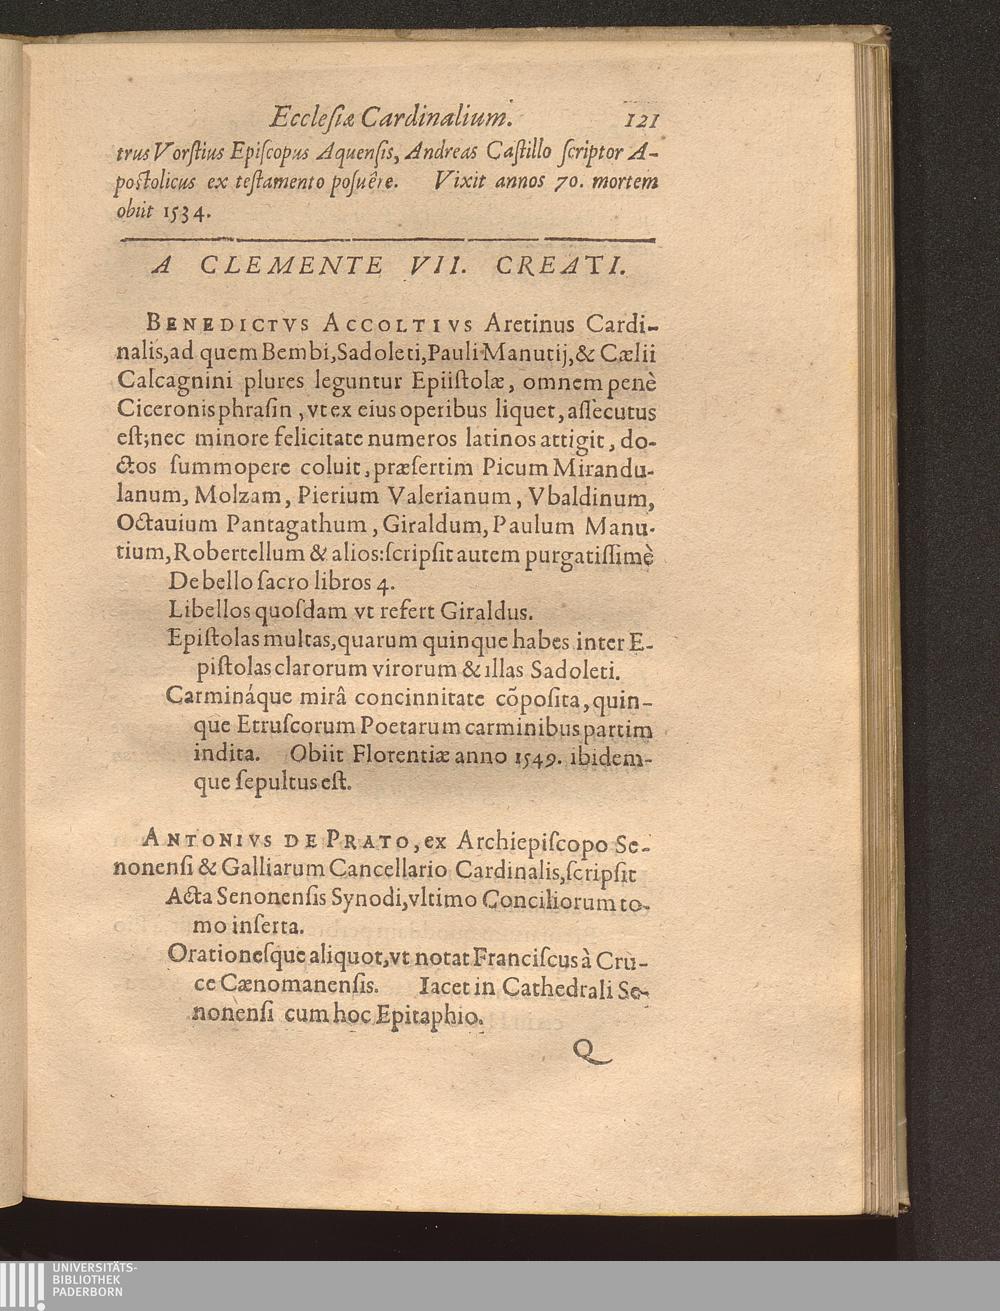 Ecclesiæ Cardinalium. 121
trus Vorſtius Epiſcopus Aquenſis, Andreas Caſtillo ſcriptor A-
poſtolicus ex teſtamento poſuêre. Vixit annos 70. mortem
obiit 1534.
A CLEMENTE VII. CREATI.
BENEDICTVS ACCOLTIVS Aretinus Cardi-
nalis,ad quem Bembi,Sadoleti,Pauli Manutij,& Cælii
Calcagnini plures leguntur Epiiſtolæ, omnem penè
Ciceronis phraſin , vt ex eius operibus liquet, aſſecutus
eſt;nec minore felicitate numeros latinos attigit, do-
ctos ſummopere coluit, præſertim Picum Mirandu-
lanum, Molzam, Pierium Valerianum, Vbaldinum,
Octauium Pantagathum, Giraldum, Paulum Manu-
tium, Robertellum & alios:ſcripſit autem purgatiſſimè
De bello ſacro libros 4.
Libellos quoſdam vt refert Giraldus.
Epiſtolas multas,quarum quinque habes inter E-
piſtolas clarorum virorum & illas Sadoleti.
Carmináque mirâ concinnitate cõpoſita, quin-
que Etruſcorum Poetarum carminibus partim
indita. Obiit Florentiæ anno 1549. ibidem-
que ſepultus eſt.
ANTONIVS DE PRATO, ex Archiepiſcopo Se-
nonenſi & Galliarum Cancellario Cardinalis,ſcripſit
Acta Senonenſis Synodi,vltimo Conciliorum to-
mo inſerta.
Orationeſque aliquot,vt notat Franciſcus à Cru-
ce Cænomanenſis. Iacet in Cathedrali Se-
nonenſi cum hoc Epitaphio.
Q
UNIVERSITÄTS-
BIBLIOTHEK
PADERBORN